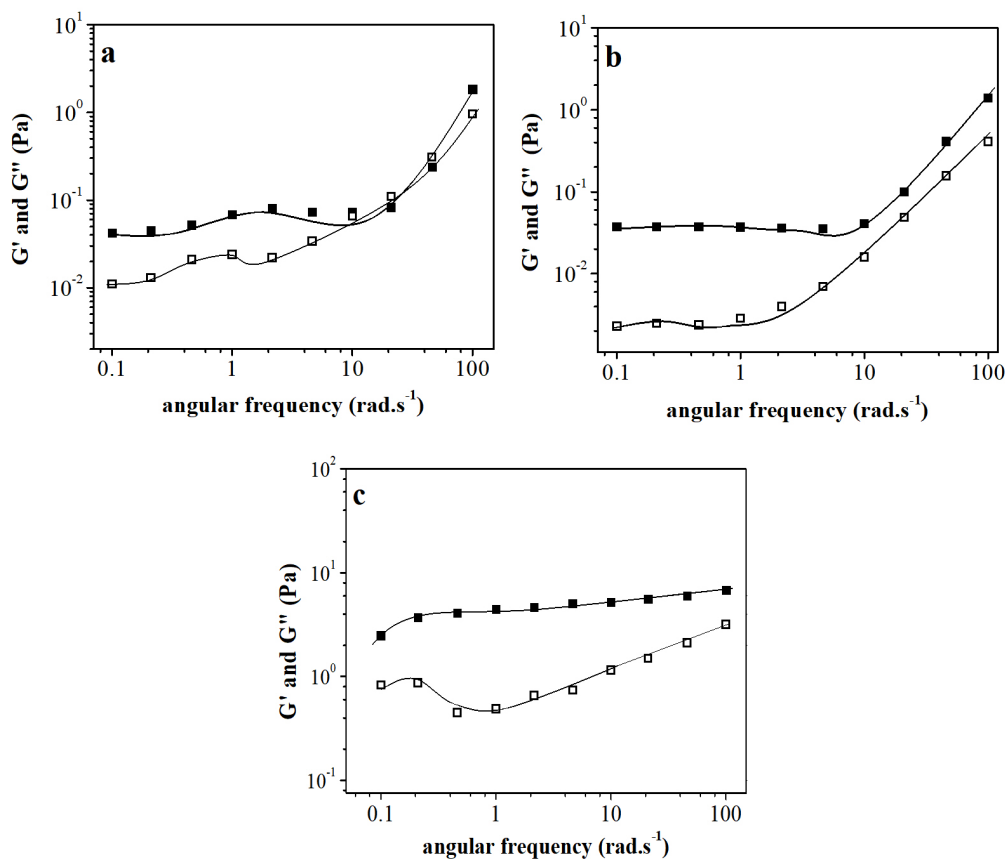 a
G' and G" (Pa)
10¹
10⁰
10⁻¹
10⁻²
0.1 1 10 100
angular frequency (rad.s⁻¹)
b
G' and G" (Pa)
10¹
10⁰
10⁻¹
10⁻²
0.1 1 10 100
angular frequency (rad.s⁻¹)
c
G' and G" (Pa)
10²
10¹
10⁰
10⁻¹
0.1 1 10 100
angular frequency (rad.s⁻¹)